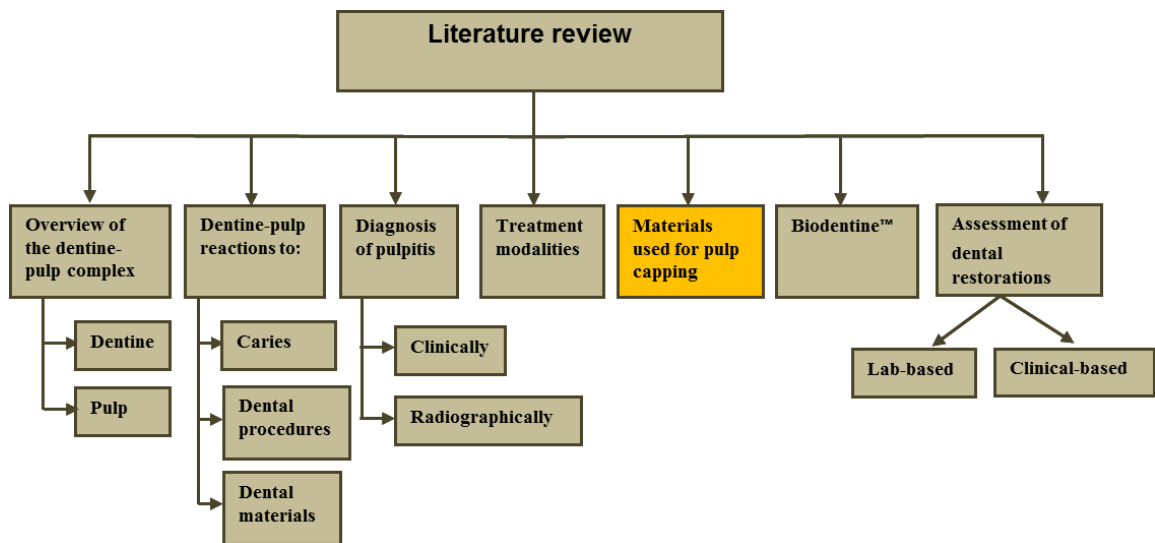 Literature review
Overview of
the dentine-
pulp complex
Dentine-pulp
reactions to:
Diagnosis
of pulpitis
Treatment
modalities
Materials
used for pulp
capping
Biodentine™
Assessment of
dental
restorations
Dentine
Pulp
Caries
Dental
procedures
Dental
materials
Clinically
Radiographically
Lab-based
Clinical-based